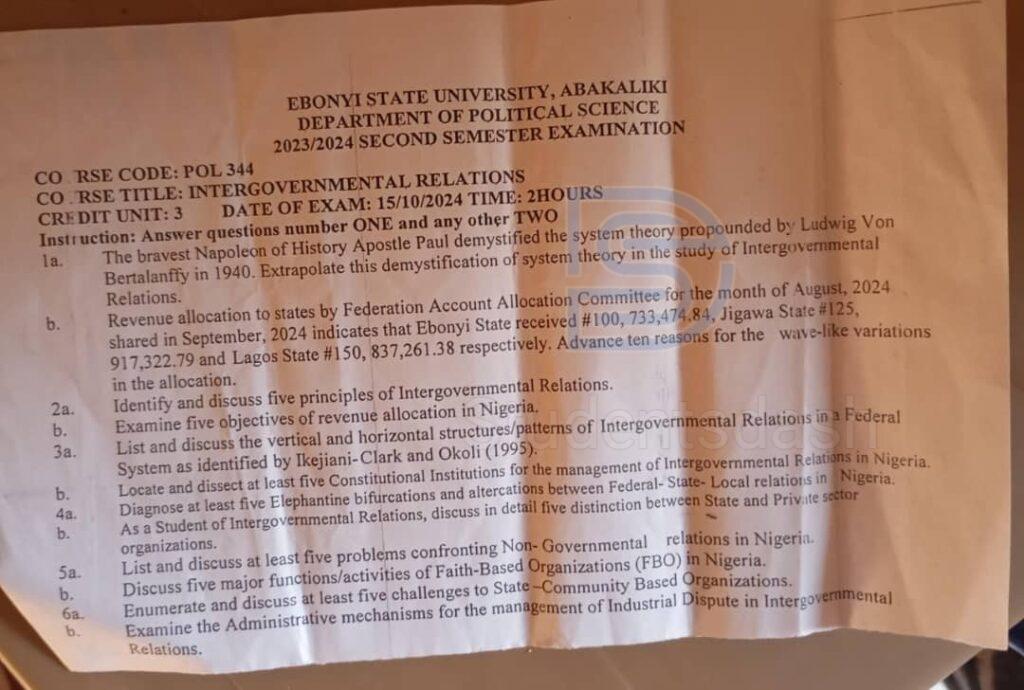 EBONYI STATE UNIVERSITY, ABAKALIKI
DEPARTMENT OF POLITICAL SCIENCE
2023/2024 SECOND SEMESTER EXAMINATION
CO RSE CODE: POL 344
CO RSE TITLE: INTERGOVERNMENTAL RELATIONS
CREDIT UNIT: 3 DATE OF EXAM: 15/10/2024 TIME: 2HOURS
Instruction: Answer questions number ONE and any other TWO
1a. The bravest Napoleon of History Apostle Paul demystified the system theory propounded by Ludwig Von
Bertalanffy in 1940. Extrapolate this demystification of system theory in the study of Intergovernmental
Relations.
b. Revenue allocation to states by Federation Account Allocation Committee for the month of August, 2024
shared in September, 2024 indicates that Ebonyi State received #100, 733,474,84, Jigawa State #125,
917,322.79 and Lagos State #150, 837,261.38 respectively. Advance ten reasons for the wave-like variations
in the allocation.
2a. Identify and discuss five principles of Intergovernmental Relations.
b. Examine five objectives of revenue allocation in Nigeria.
3a. List and discuss the vertical and horizontal structures/patterns of Intergovernmental Relations in a Federal
System as identified by Ikejiani-Clark and Okoli (1995).
b. Locate and dissect at least five Constitutional Institutions for the management of Intergovernmental Relations in Nigeria.
4a. Diagnose at least five Elephantine bifurcations and altercations between Federal- State- Local relations in Nigeria.
b. As a Student of Intergovernmental Relations, discuss in detail five distinction between State and Private sector
organizations.
5a. List and discuss at least five problems confronting Non- Governmental relations in Nigeria.
b. Discuss five major functions/activities of Faith-Based Organizations (FBO) in Nigeria.
6a. Enumerate and discuss at least five challenges to State –Community Based Organizations.
b. Examine the Administrative mechanisms for the management of Industrial Dispute in Intergovernmental
Relations.
studentsdash